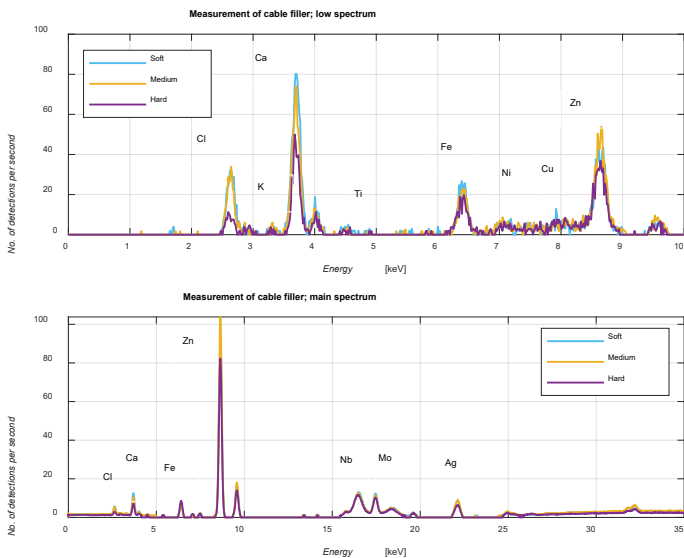 Measurement of cable filler; low spectrum
No. of detections per second
100
80
60
40
20
0
Soft
Medium
Hard
Cl
K
Ca
Ti
Fe
Ni
Cu
Zn
0 1 2 3 4 5 6 7 8 9 10
Energy [keV]
Measurement of cable filler; main spectrum
No. of detections per second
100
80
60
40
20
0
Soft
Medium
Hard
Cl
Ca
Fe
Zn
Nb
Mo
Ag
0 5 10 15 20 25 30 35
Energy [keV]